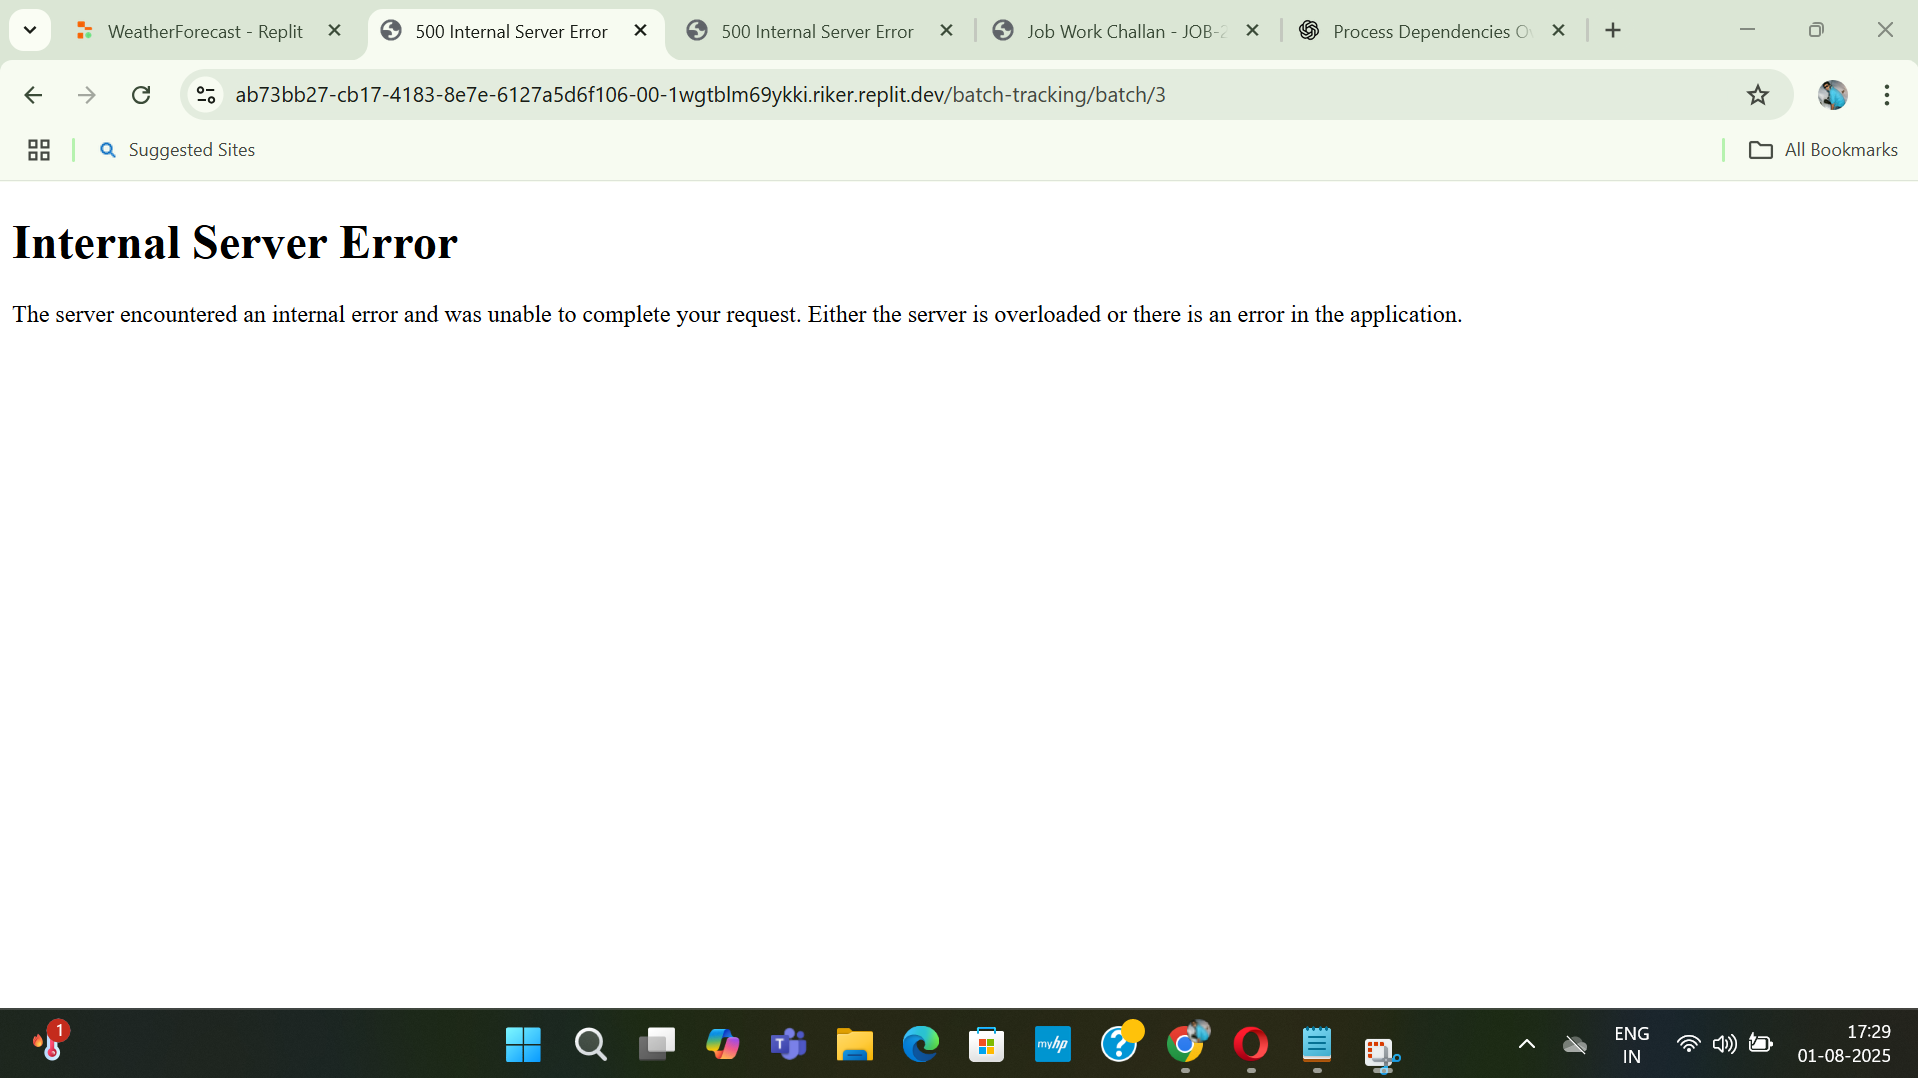 WeatherForecast - Replit
500 Internal Server Error
500 Internal Server Error
Job Work Challan - JOB-2
Process Dependencies Ov
ab73bb27-cb17-4183-8e7e-6127a5d6f106-00-1wgtblm69ykki.riker.replit.dev/batch-tracking/batch/3
Suggested Sites
All Bookmarks
Internal Server Error
The server encountered an internal error and was unable to complete your request. Either the server is overloaded or there is an error in the application.
1
T
myhp
?
ENG
IN
17:29
01-08-2025